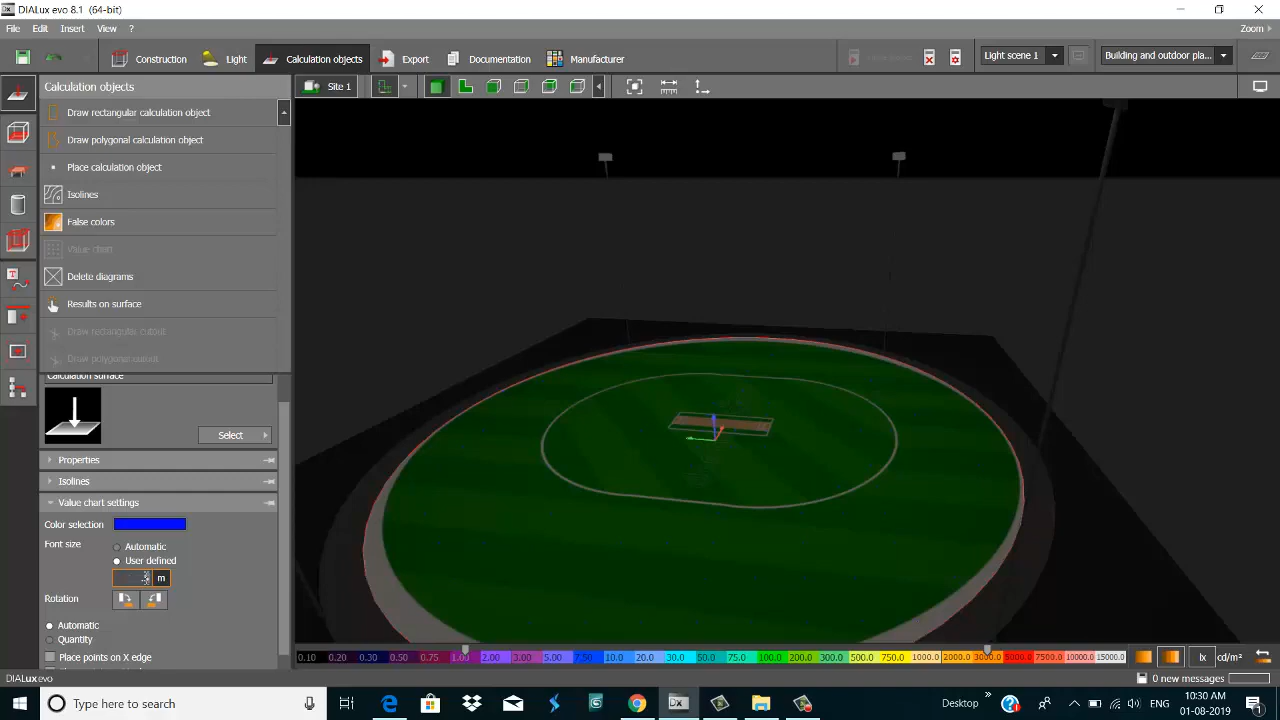 DIALux evo 8.1 (64-bit)
File Edit Insert View ?
Zoom
Construction Light Calculation objects Export Documentation Manufacturer
Light scene 1 Building and outdoor pla...
Calculation objects
Site 1
Draw rectangular calculation object
Draw polygonal calculation object
Place calculation object
Isolines
False colors
Value chart
Delete diagrams
Results on surface
Draw rectangular cutout
Draw polygonal cutout
Calculation surface
Select
Properties
Isolines
Value chart settings
Color selection
Font size Automatic
User defined
m
Rotation
Automatic
Quantity
Place points on X edge
0.10 0.20 0.30 0.50 0.75 1.00 2.00 3.00 5.00 7.50 10.0 20.0 30.0 50.0 75.0 100.0 200.0 300.0 500.0 750.0 1000.0 2000.0 3000.0 5000.0 7500.0 10000.0 15000.0 lx cd/m²
DIALux evo
0 new messages
Type here to search
Dx
Desktop
ENG
10:30 AM
01-08-2019